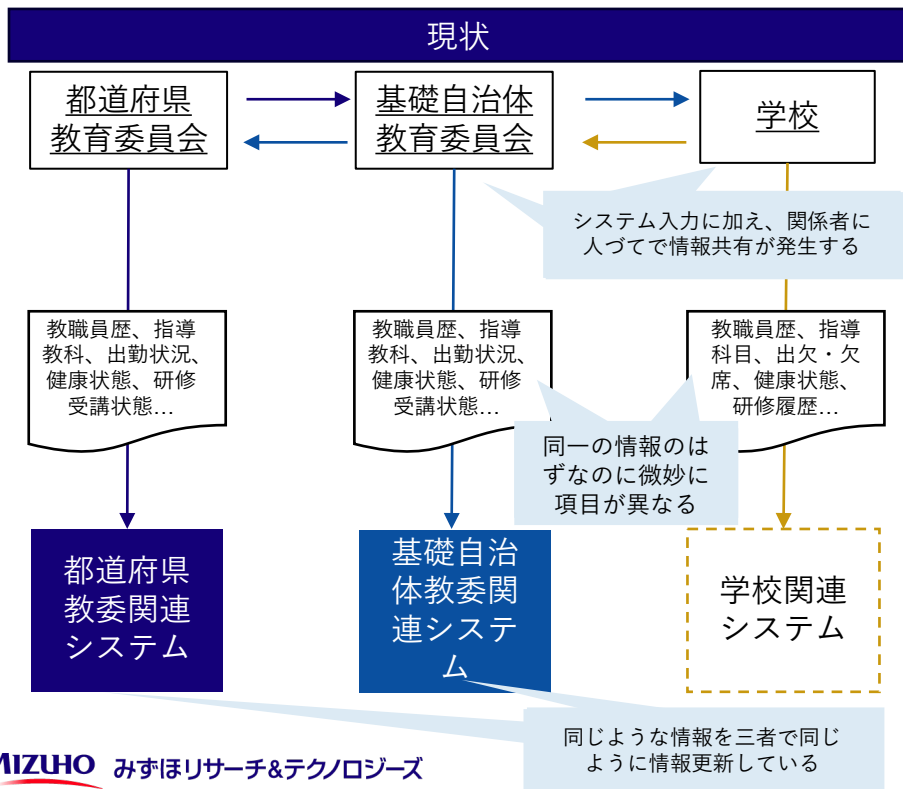 現状
都道府県
教育委員会
基礎自治体
教育委員会
学校
システム入力に加え、関係者に
人づてで情報共有が発生する
教職員歴、指導
教科、出勤状況、
健康状態、研修
受講状態…
教職員歴、指導
教科、出勤状況、
健康状態、研修
受講状態…
教職員歴、指導
科目、出欠・欠
席、健康状態、
研修履歴…
同一の情報のは
ずなのに微妙に
項目が異なる
都道府県
教委関連
システム
基礎自治
体教委関
連システ
ム
学校関連
システム
同じような情報を三者で同じ
ように情報更新している
MIZUHO みずほリサーチ&テクノロジーズ